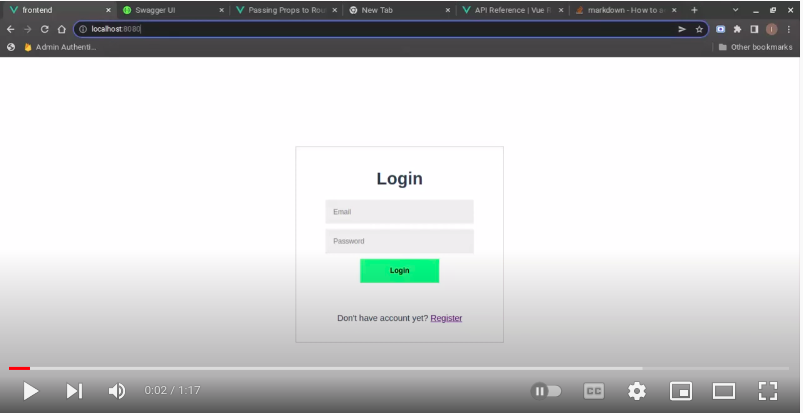 frontend
Swagger UI
Passing Props to Rou
New Tab
API Reference | Vue R
markdown - How to a
localhost:8080
Admin Authenti...
Other bookmarks
Login
Email
Password
Login
Don't have account yet? Register
0:02 / 1:17
CC